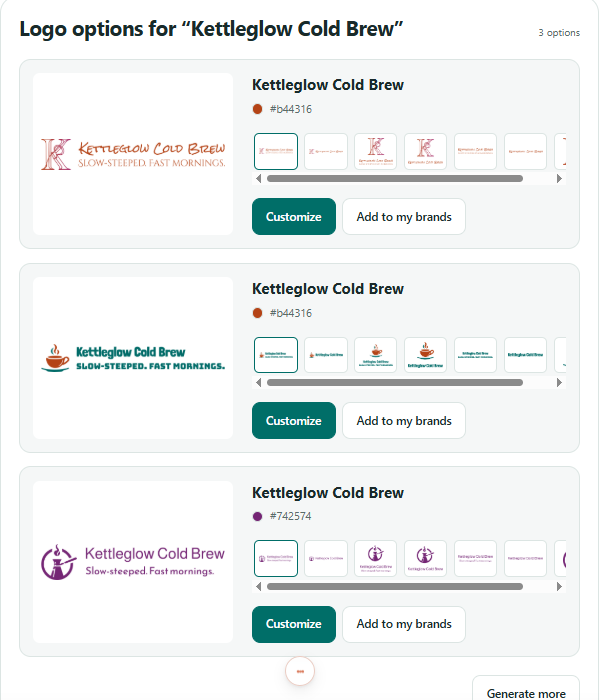 Logo options for “Kettleglow Cold Brew”
3 options
Kettleglow Cold Brew
Slow-steeped. Fast mornings.
Kettleglow Cold Brew
#b44316
Customize
Add to my brands
Kettleglow Cold Brew
Slow-steeped. Fast mornings.
Kettleglow Cold Brew
#b44316
Customize
Add to my brands
Kettleglow Cold Brew
Slow-steeped. Fast mornings.
Kettleglow Cold Brew
#742574
Customize
Add to my brands
Generate more